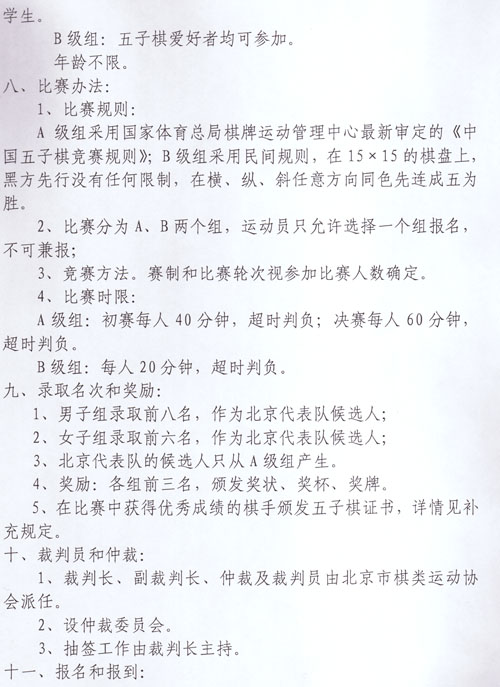 学生。
B 级组：五子棋爱好者均可参加。
年龄不限。
八、比赛办法：
1、比赛规则：
A 级组采用国家体育总局棋牌运动管理中心最新审定的《中
国五子棋竞赛规则》；B 级组采用民间规则，在 15×15 的棋盘上，
黑方先行没有任何限制，在横、纵、斜任意方向同色先连成五为
胜。
2、比赛分为 A、B 两个组，运动员只允许选择一个组报名，
不可兼报；
3、竞赛方法。赛制和比赛轮次视参加比赛人数确定。
4、比赛时限：
A 级组：初赛每人 40 分钟，超时判负；决赛每人 60 分钟，
超时判负。
B 级组：每人 20 分钟，超时判负。
九、录取名次和奖励：
1、男子组录取前八名，作为北京代表队候选人；
2、女子组录取前六名，作为北京代表队候选人；
3、北京代表队的候选人只从 A 级组产生。
4、奖励：各组前三名，颁发奖状、奖杯、奖牌。
5、在比赛中获得优秀成绩的棋手颁发五子棋证书，详情见补
充规定。
十、裁判员和仲裁：
1、裁判长、副裁判长、仲裁及裁判员由北京市棋类运动协
会派任。
2、设仲裁委员会。
3、抽签工作由裁判长主持。
十一、报名和报到：